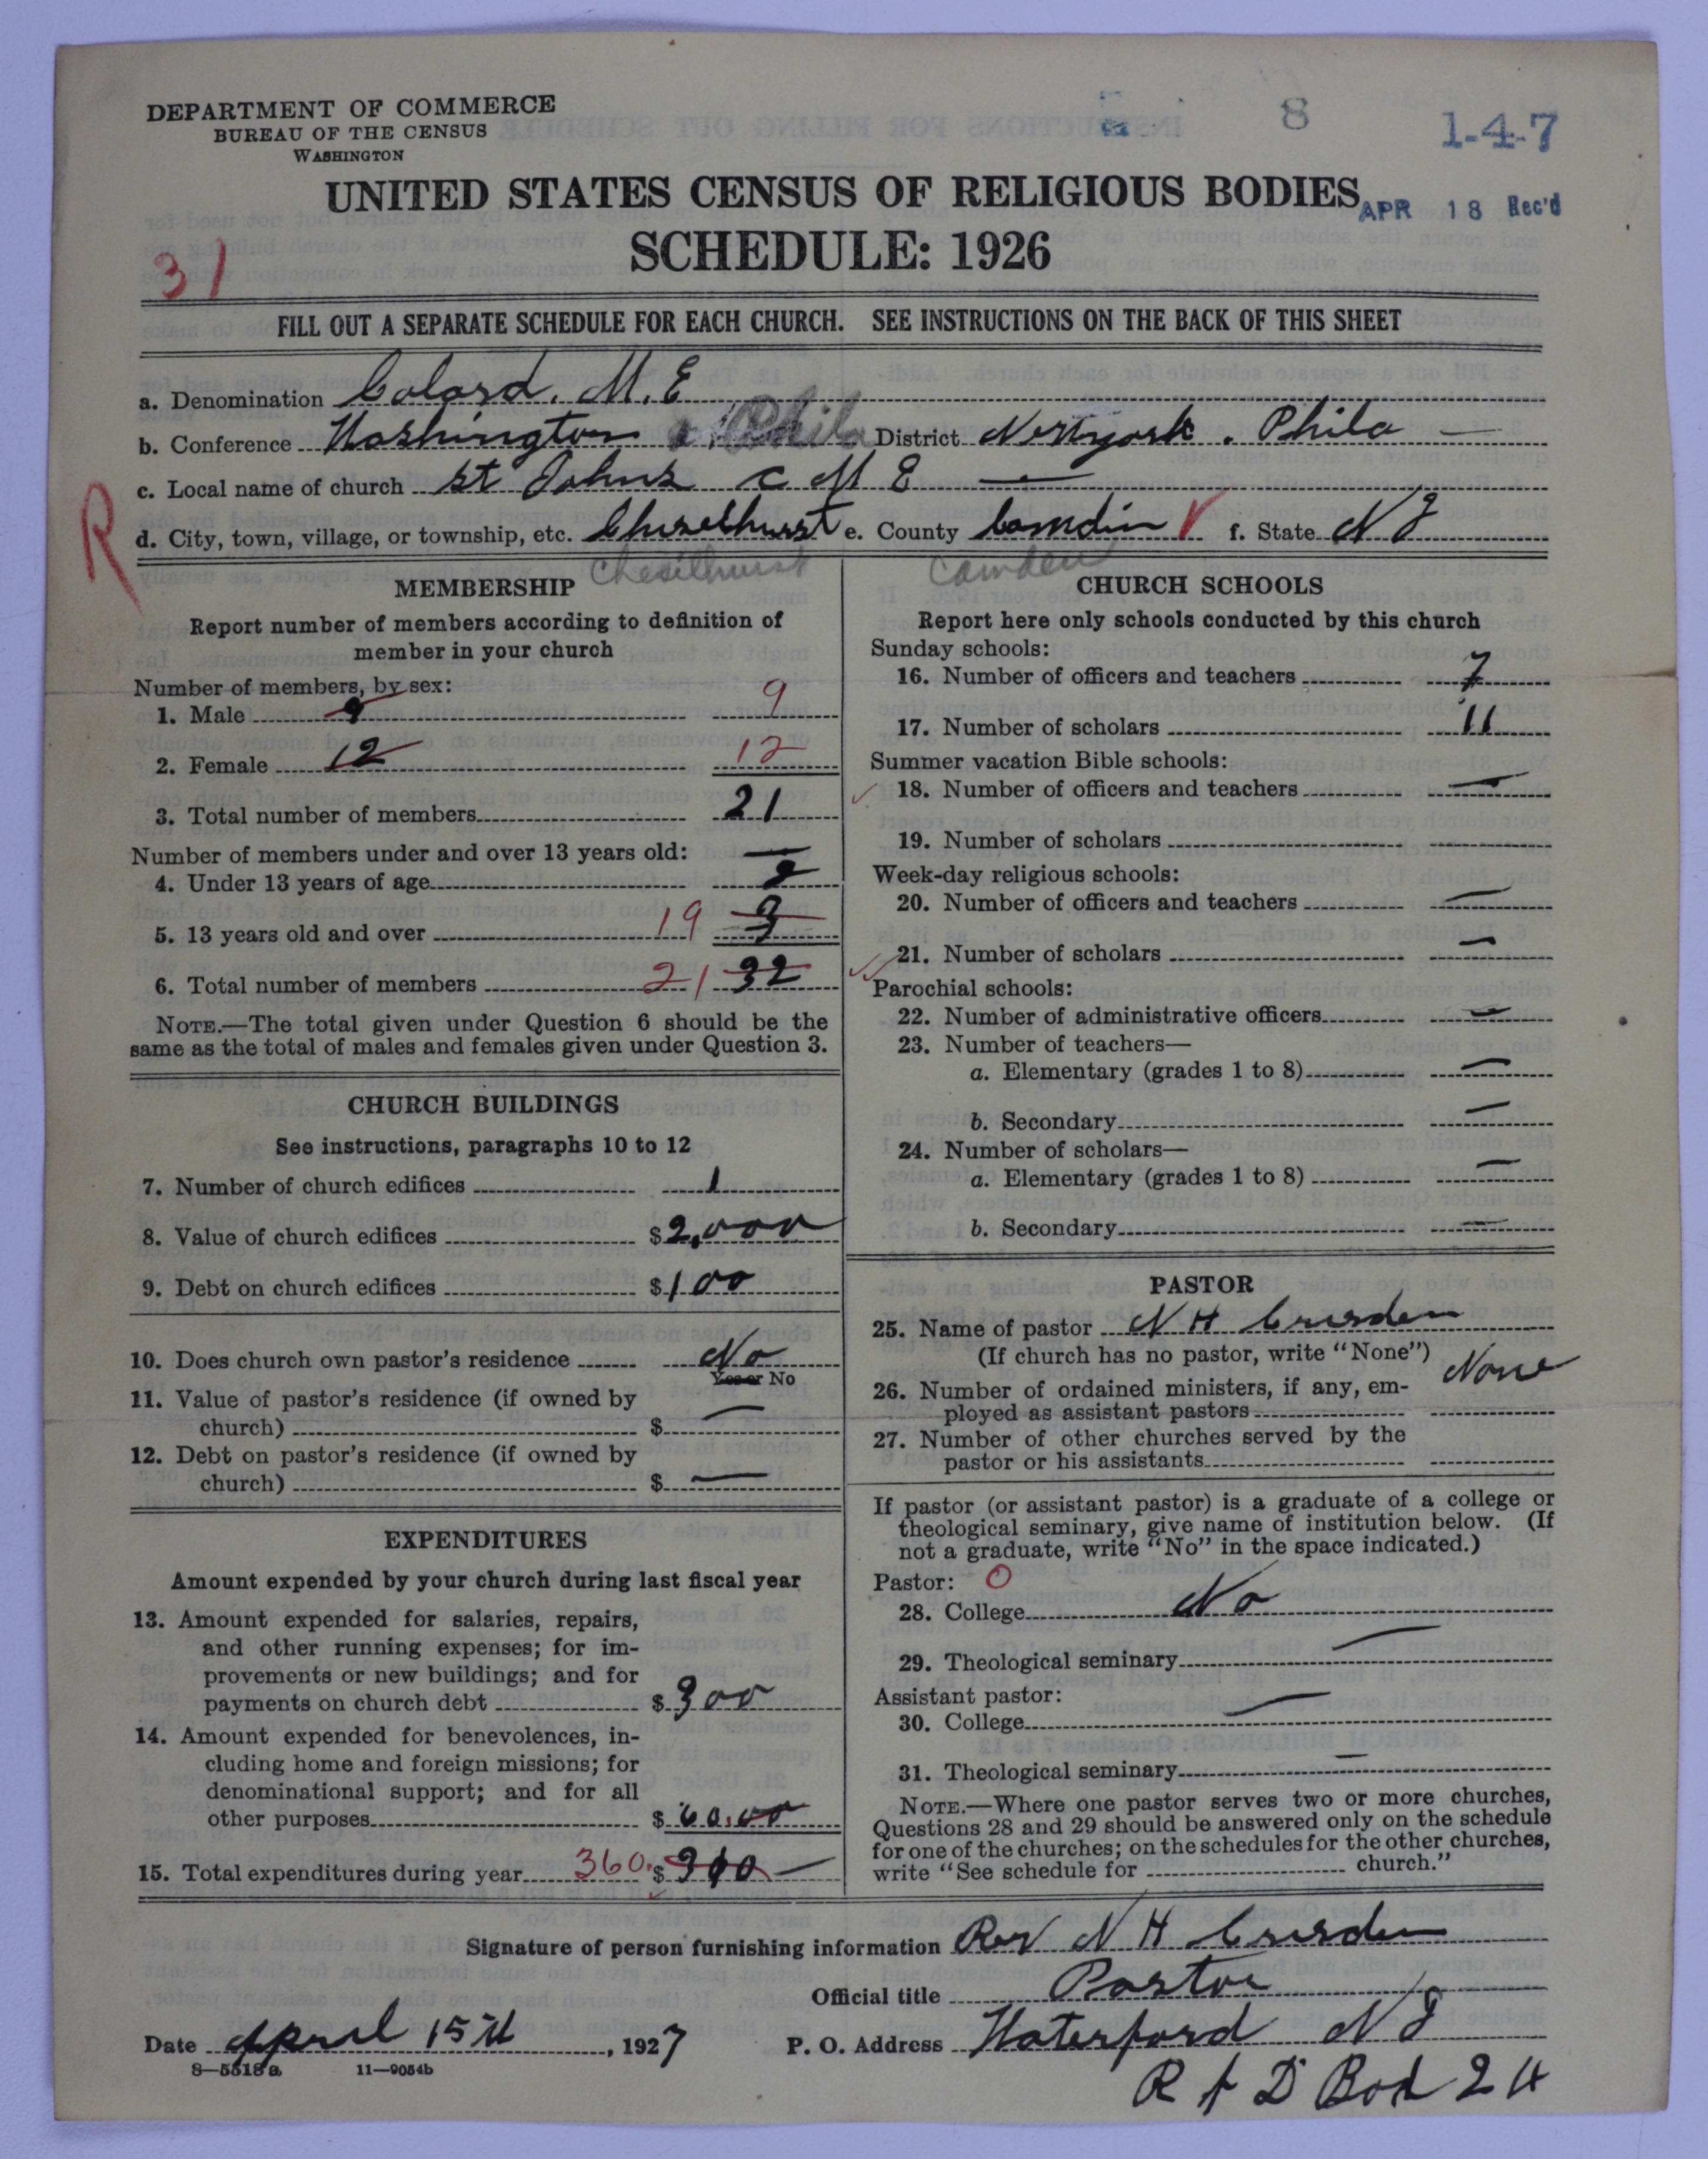 DEPARTMENT OF COMMERCE
BUREAU OF THE CENSUS
WASHINGTON
8
1-4-7
UNITED STATES CENSUS OF RELIGIOUS BODIES
APR 18 Rec'd
SCHEDULE: 1926
31
FILL OUT A SEPARATE SCHEDULE FOR EACH CHURCH. SEE INSTRUCTIONS ON THE BACK OF THIS SHEET
a. Denomination Colard. M. E
b. Conference Washington & Phila District Newyork. Phila —
c. Local name of church st Johns C M E —
R
d. City, town, village, or township, etc. Chuselhurst e. County Camdin f. State N J
Chesilhurst Camden
MEMBERSHIP
Report number of members according to definition of
member in your church
Number of members, by sex:
1. Male 9 9
2. Female 12 12
3. Total number of members 21
Number of members under and over 13 years old: —
4. Under 13 years of age 2
5. 13 years old and over 19
6. Total number of members 21 32
NOTE.—The total given under Question 6 should be the
same as the total of males and females given under Question 3.
CHURCH BUILDINGS
See instructions, paragraphs 10 to 12
7. Number of church edifices 1
8. Value of church edifices $2,000
9. Debt on church edifices $100
10. Does church own pastor's residence No
Yes or No
11. Value of pastor's residence (if owned by
church) $ —
12. Debt on pastor's residence (if owned by
church) $ —
EXPENDITURES
Amount expended by your church during last fiscal year
13. Amount expended for salaries, repairs,
and other running expenses; for im-
provements or new buildings; and for
payments on church debt $300
14. Amount expended for benevolences, in-
cluding home and foreign missions; for
denominational support; and for all
other purposes $60.00
15. Total expenditures during year 360. $300 —
CHURCH SCHOOLS
Report here only schools conducted by this church
Sunday schools:
16. Number of officers and teachers 7
17. Number of scholars 11
Summer vacation Bible schools:
18. Number of officers and teachers —
19. Number of scholars
Week-day religious schools:
20. Number of officers and teachers —
21. Number of scholars —
Parochial schools:
22. Number of administrative officers —
23. Number of teachers—
a. Elementary (grades 1 to 8) —
b. Secondary —
24. Number of scholars—
a. Elementary (grades 1 to 8) —
b. Secondary —
PASTOR
25. Name of pastor N H Crusden
(If church has no pastor, write "None")
26. Number of ordained ministers, if any, em- None
ployed as assistant pastors
27. Number of other churches served by the
pastor or his assistants
If pastor (or assistant pastor) is a graduate of a college or
theological seminary, give name of institution below. (If
not a graduate, write "No" in the space indicated.)
Pastor: 0
28. College No
29. Theological seminary —
Assistant pastor:
30. College —
31. Theological seminary —
NOTE.—Where one pastor serves two or more churches,
Questions 28 and 29 should be answered only on the schedule
for one of the churches; on the schedules for the other churches,
write "See schedule for church."
Signature of person furnishing information Rev N H Crusden
Official title Pastor
Date April 15th, 1927 P. O. Address Waterford N J
8—5518a 11—9054b
R f D Box 24